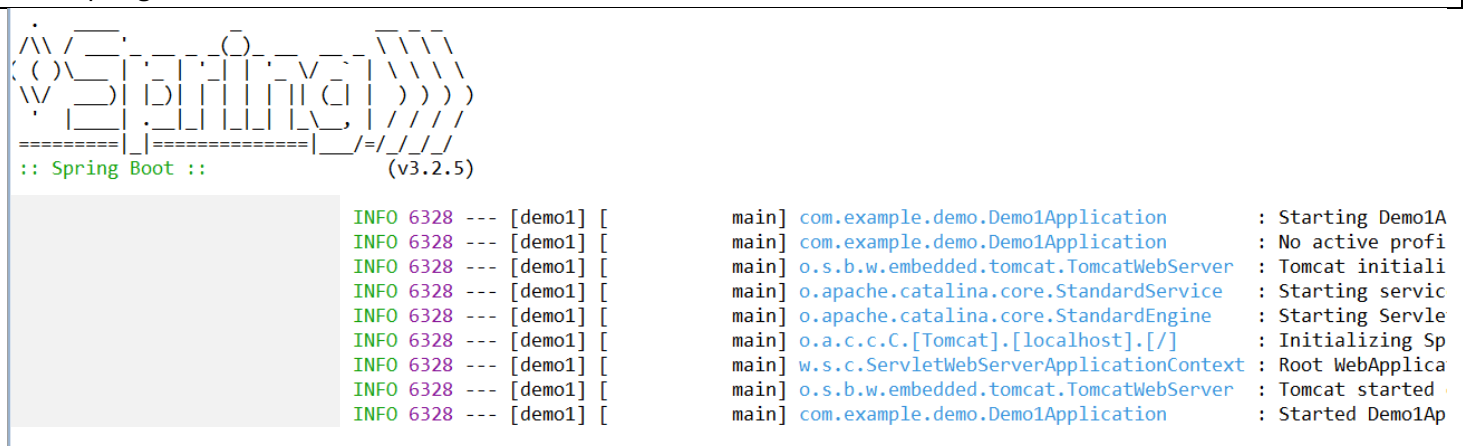 .   ____          _            __ _ _
 /\\ / ___'_ __ _ _(_)_ __  __ _ \ \ \ \
( ( )\___ | '_ | '_| | '_ \/ _` | \ \ \ \
 \\/  ___)| |_)| | | | | || (_| |  ) ) ) )
  '  |____| .__|_| |_|_| |_\__, | / / / /
 =========|_|==============|___/=/_/_/_/
:: Spring Boot :: (v3.2.5)
INFO 6328 --- [demo1] [ main] com.example.demo.Demo1Application : Starting Demo1A
INFO 6328 --- [demo1] [ main] com.example.demo.Demo1Application : No active profi
INFO 6328 --- [demo1] [ main] o.s.b.w.embedded.tomcat.TomcatWebServer : Tomcat initiali
INFO 6328 --- [demo1] [ main] o.apache.catalina.core.StandardService : Starting servic
INFO 6328 --- [demo1] [ main] o.apache.catalina.core.StandardEngine : Starting Servle
INFO 6328 --- [demo1] [ main] o.a.c.c.C.[Tomcat].[localhost].[/] : Initializing Sp
INFO 6328 --- [demo1] [ main] w.s.c.ServletWebServerApplicationContext : Root WebApplica
INFO 6328 --- [demo1] [ main] o.s.b.w.embedded.tomcat.TomcatWebServer : Tomcat started
INFO 6328 --- [demo1] [ main] com.example.demo.Demo1Application : Started Demo1Ap